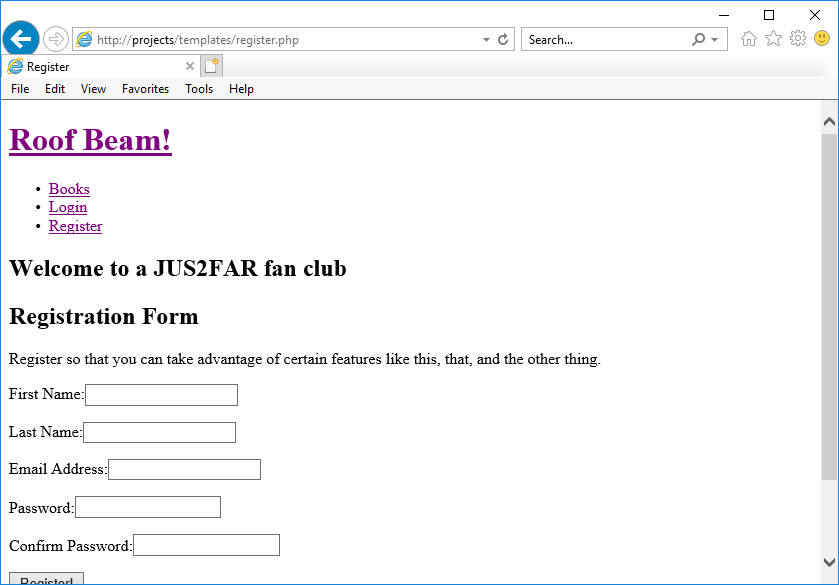 http://projects/templates/register.php
Search...
Register
File Edit View Favorites Tools Help
Roof Beam!
• Books
• Login
• Register
Welcome to a JUS2FAR fan club
Registration Form
Register so that you can take advantage of certain features like this, that, and the other thing.
First Name:
Last Name:
Email Address:
Password:
Confirm Password:
Register!